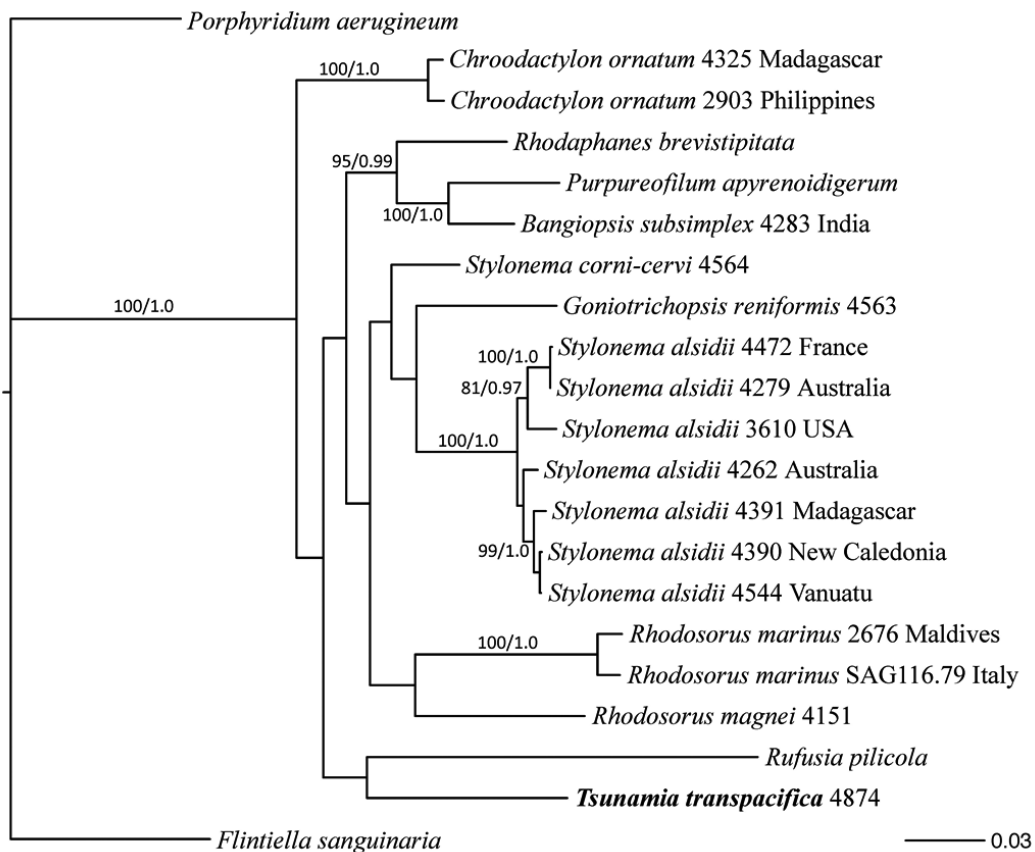 Porphyridium aerugineum
100/1.0
Chroodactylon ornatum 4325 Madagascar
Chroodactylon ornatum 2903 Philippines
Rhodaphanes brevistipitata
95/0.99
Purpureofilum apyrenoidigerum
100/1.0
Bangiopsis subsimplex 4283 India
Stylonema corni-cervi 4564
100/1.0
Goniotrichopsis reniformis 4563
Stylonema alsidii 4472 France
100/1.0
Stylonema alsidii 4279 Australia
81/0.97
Stylonema alsidii 3610 USA
100/1.0
Stylonema alsidii 4262 Australia
Stylonema alsidii 4391 Madagascar
99/1.0
Stylonema alsidii 4390 New Caledonia
Stylonema alsidii 4544 Vanuatu
Rhodosorus marinus 2676 Maldives
100/1.0
Rhodosorus marinus SAG116.79 Italy
Rhodosorus magnei 4151
Rufusia pilicola
Tsunamia transpacifica 4874
Flintiella sanguinaria
0.03